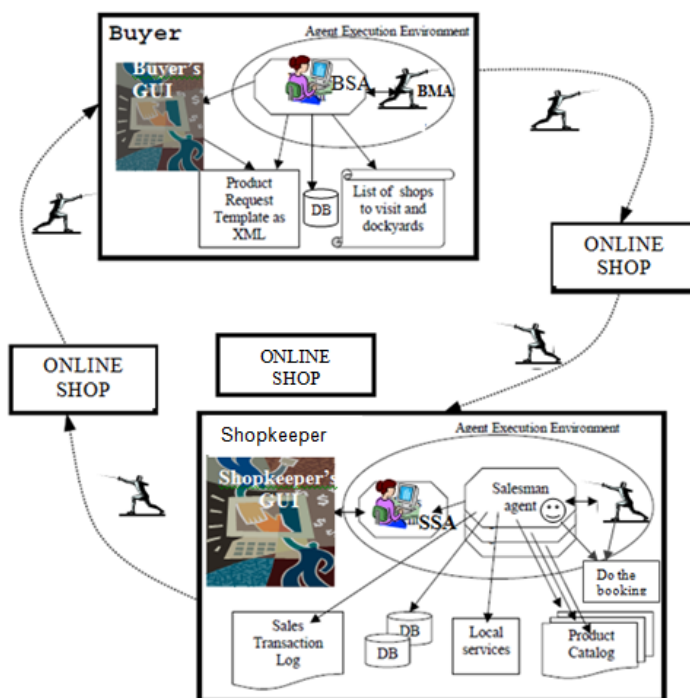 Buyer
Agent Execution Environment
Buyer's
GUI
BSA
BMA
Product
Request
Template as
XML
DB
List of shops
to visit and
dockyards
ONLINE
SHOP
ONLINE
SHOP
ONLINE
SHOP
Shopkeeper
Agent Execution Environment
Shopkeeper's
GUI
SSA
Salesman
agent
Do the
booking
Sales
Transaction
Log
DB
DB
Local
services
Product
Catalog